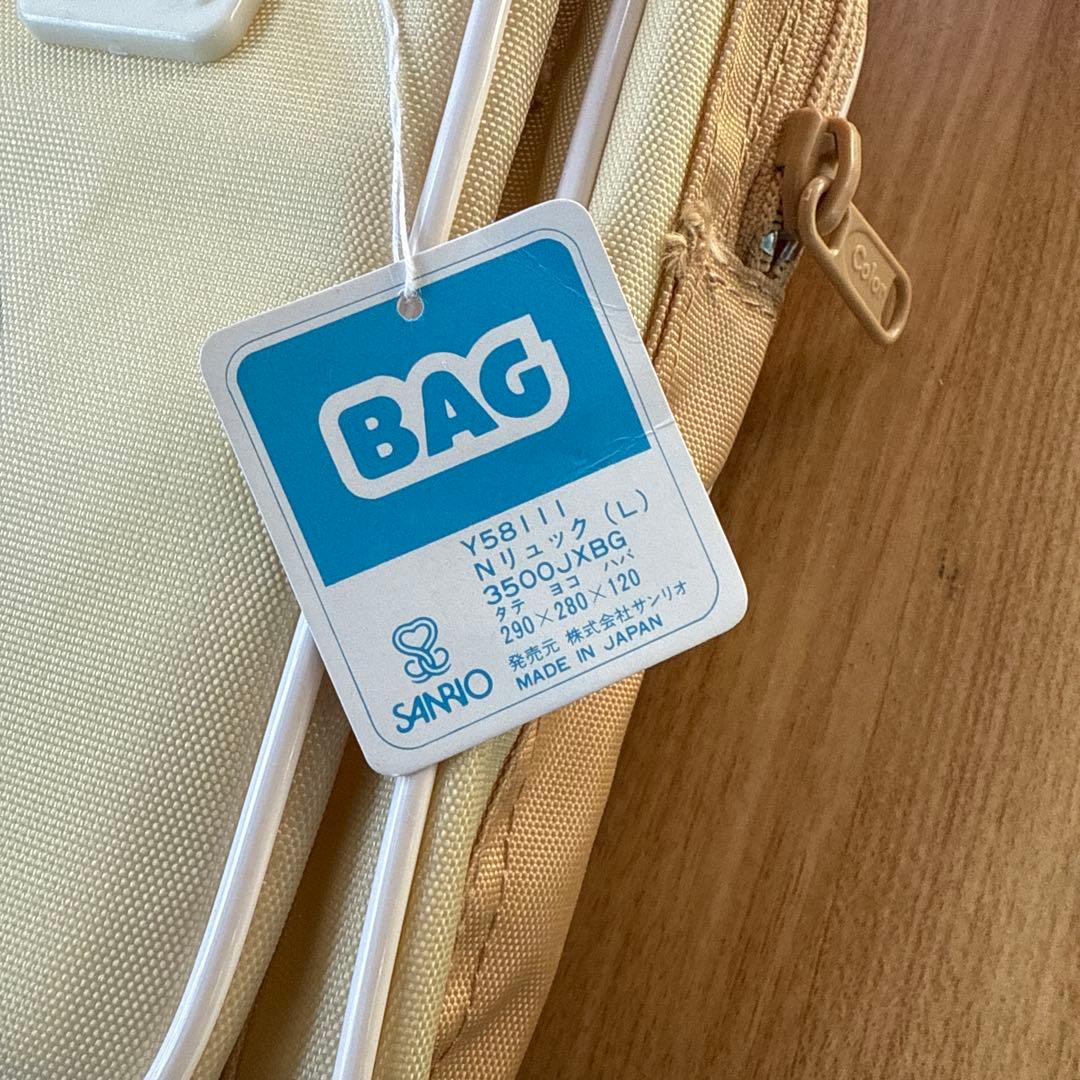 BAG
Y58111
Nリュック(L)
3500JXBG
タテ ヨコ ハバ
290×280×120
発売元 株式会社サンリオ
MADE IN JAPAN
SANRIO
Color